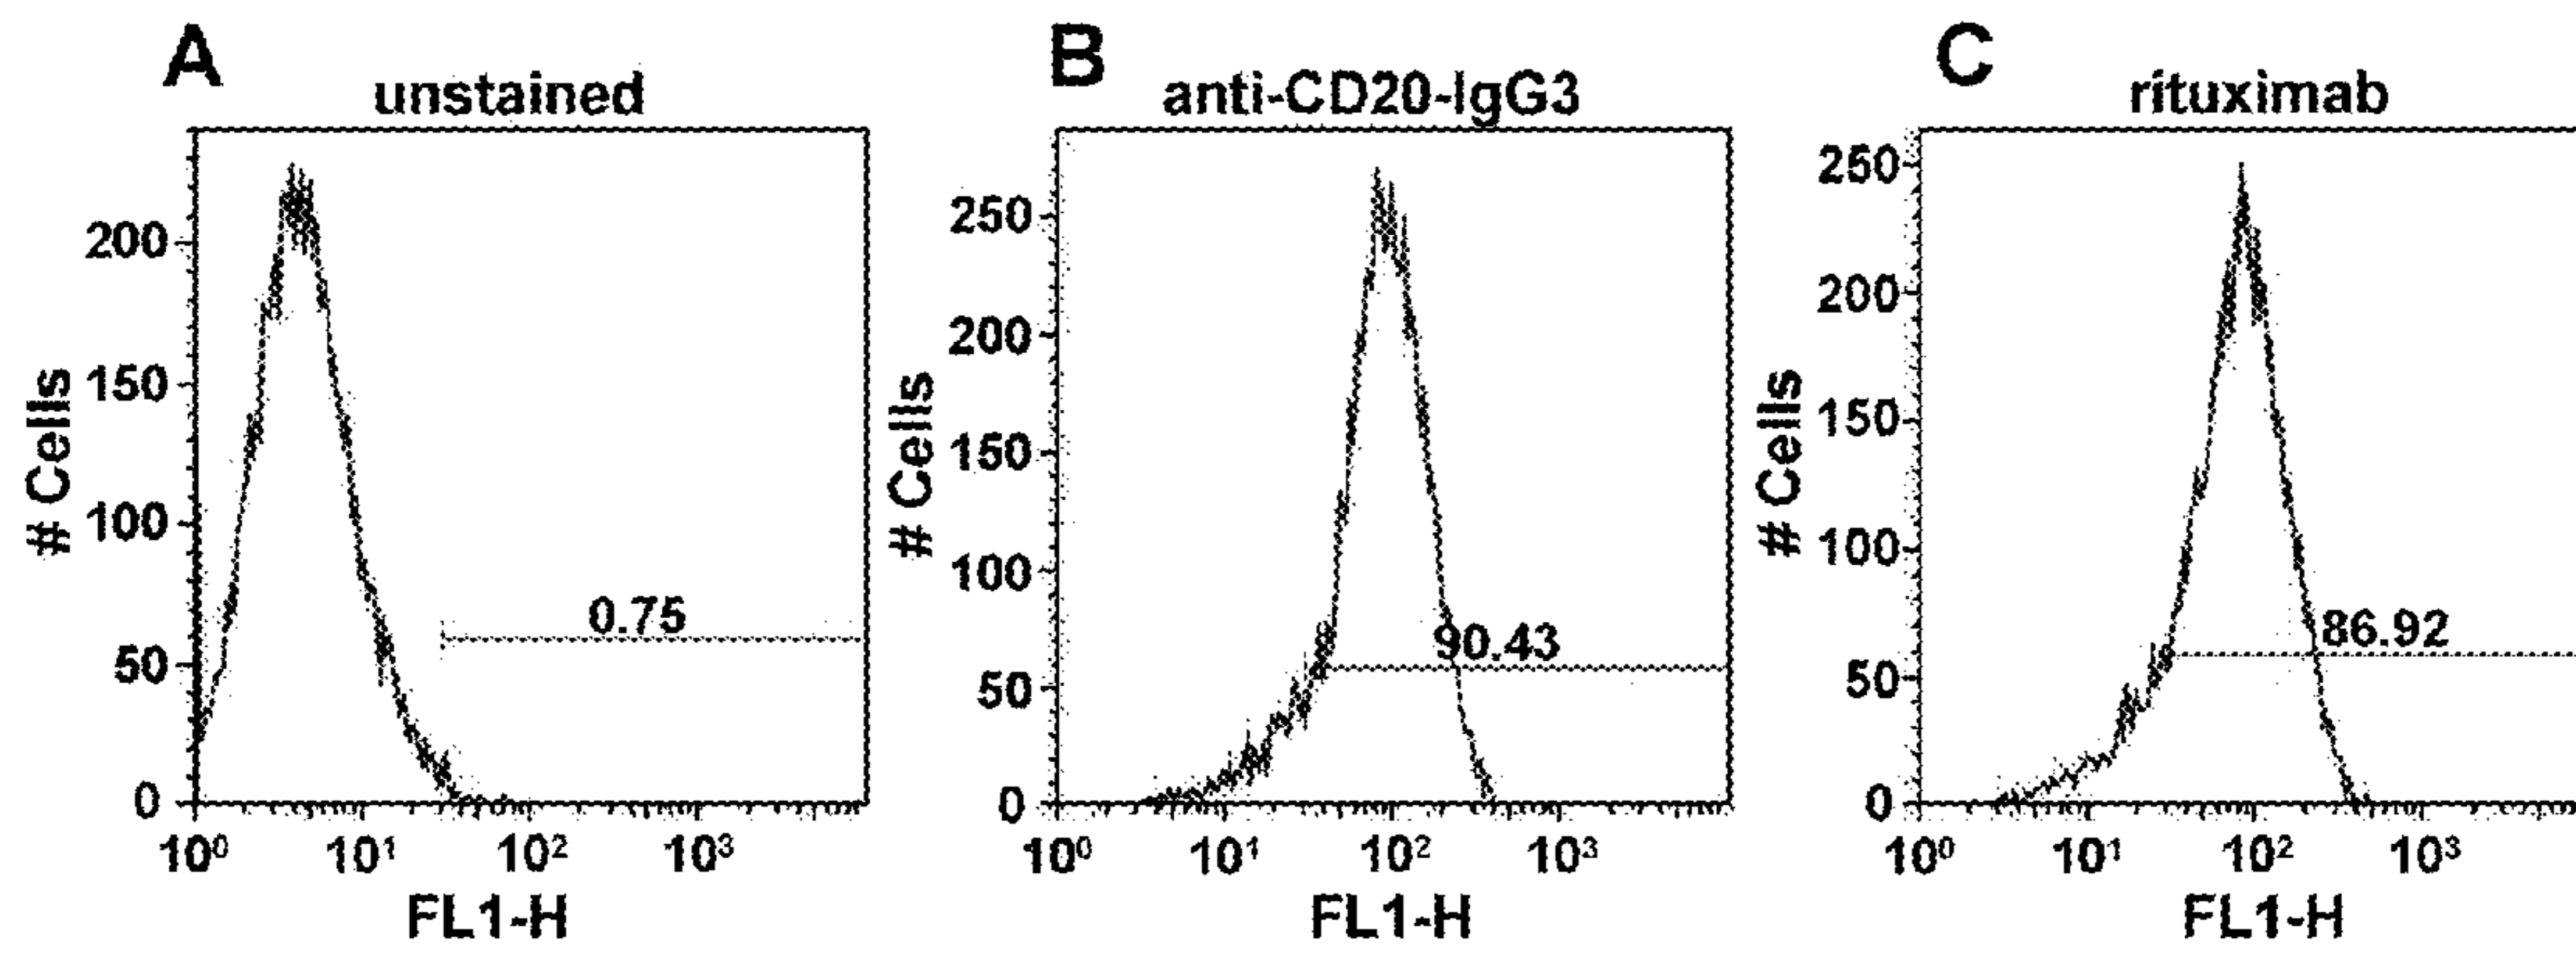 A
unstained
# Cells
200
150
100
50
0
0.75
10⁰ 10¹ 10² 10³
FL1-H
B
anti-CD20-IgG3
# Cells
250
200
150
100
50
0
90.43
10⁰ 10¹ 10² 10³
FL1-H
C
rituximab
# Cells
250
200
150
100
50
0
86.92
10⁰ 10¹ 10² 10³
FL1-H